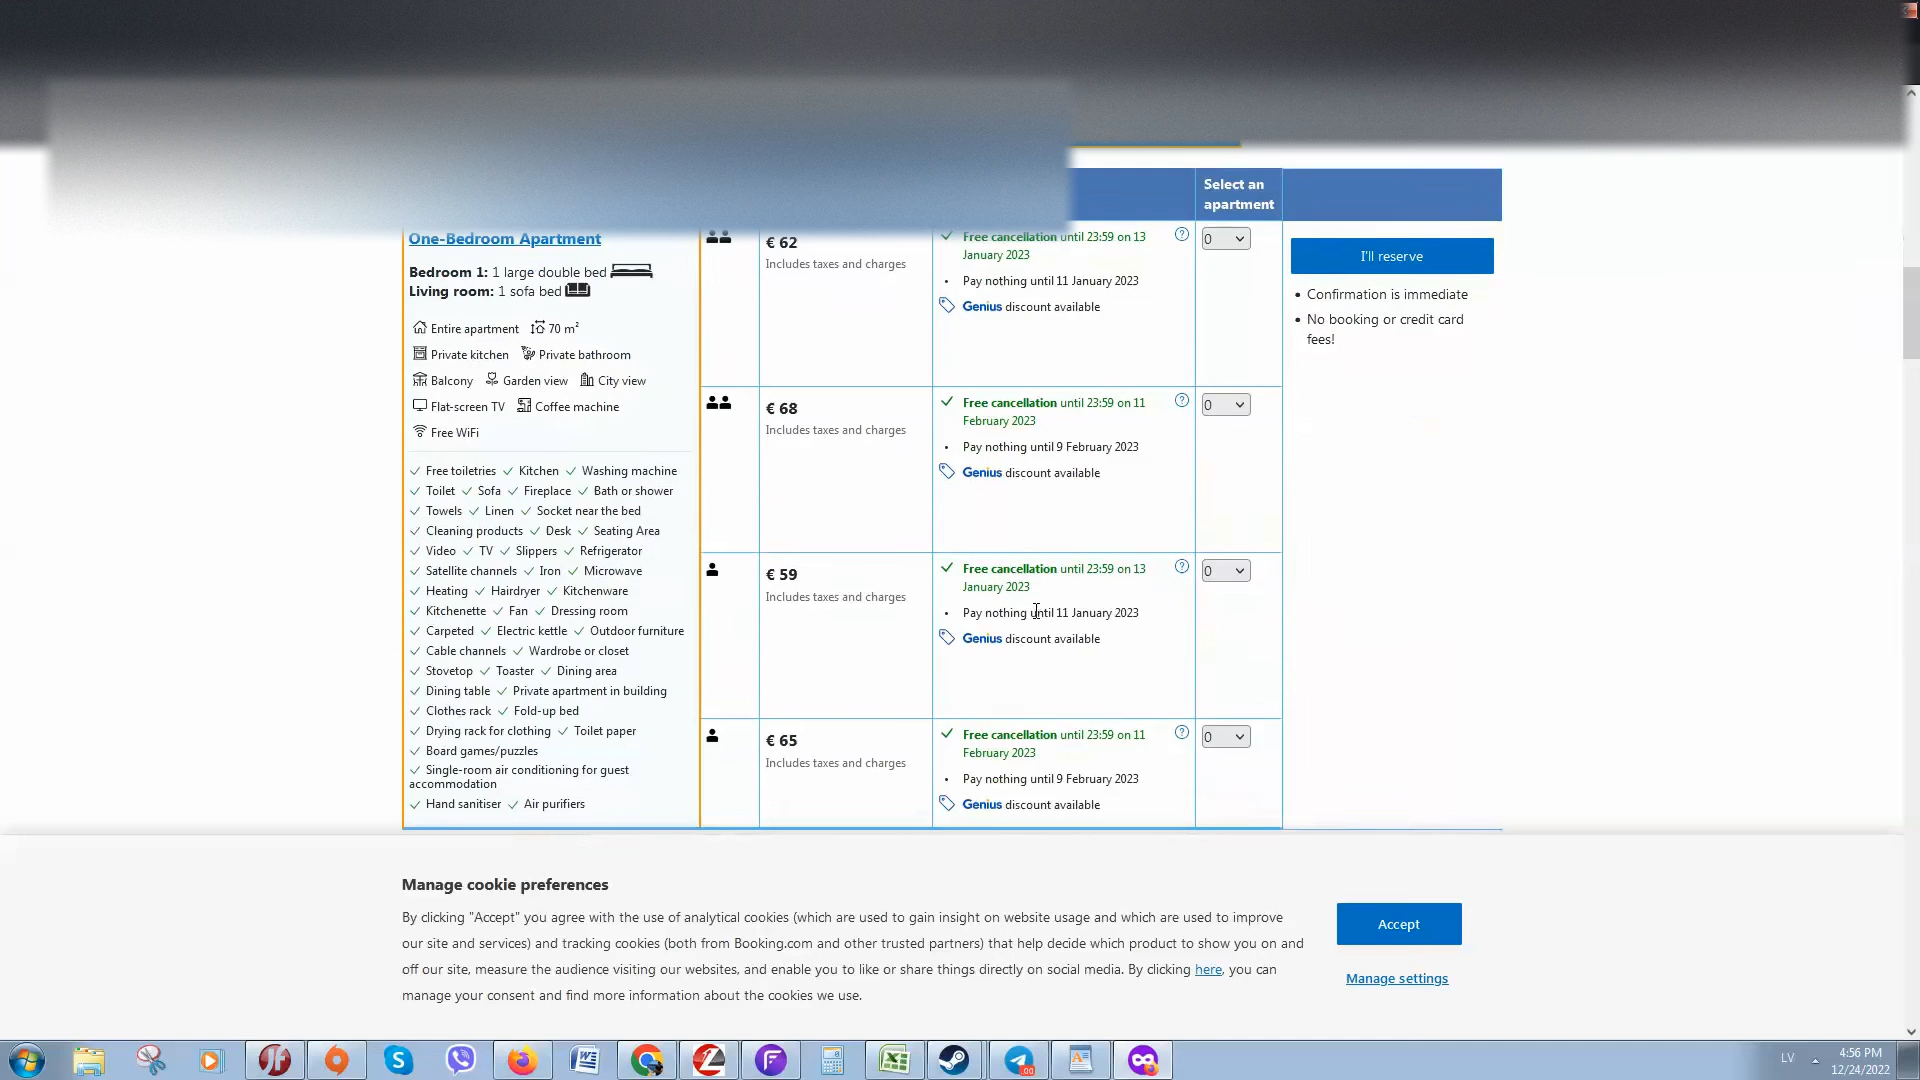 Select an
apartment
One-Bedroom Apartment
Bedroom 1: 1 large double bed
Living room: 1 sofa bed
Entire apartment 70 m²
Private kitchen Private bathroom
Balcony Garden view City view
Flat-screen TV Coffee machine
Free WiFi
Free toiletries Kitchen Washing machine
Toilet Sofa Fireplace Bath or shower
Towels Linen Socket near the bed
Cleaning products Desk Seating Area
Video TV Slippers Refrigerator
Satellite channels Iron Microwave
Heating Hairdryer Kitchenware
Kitchenette Fan Dressing room
Carpeted Electric kettle Outdoor furniture
Cable channels Wardrobe or closet
Stovetop Toaster Dining area
Dining table Private apartment in building
Clothes rack Fold-up bed
Drying rack for clothing Toilet paper
Board games/puzzles
Single-room air conditioning for guest
accommodation
Hand sanitiser Air purifiers
€ 62
Includes taxes and charges
Free cancellation until 23:59 on 13
January 2023
• Pay nothing until 11 January 2023
Genius discount available
0
€ 68
Includes taxes and charges
Free cancellation until 23:59 on 11
February 2023
• Pay nothing until 9 February 2023
Genius discount available
0
€ 59
Includes taxes and charges
Free cancellation until 23:59 on 13
January 2023
• Pay nothing until 11 January 2023
Genius discount available
0
€ 65
Includes taxes and charges
Free cancellation until 23:59 on 11
February 2023
• Pay nothing until 9 February 2023
Genius discount available
0
I'll reserve
• Confirmation is immediate
• No booking or credit card
fees!
Manage cookie preferences
By clicking "Accept" you agree with the use of analytical cookies (which are used to gain insight on website usage and which are used to improve
our site and services) and tracking cookies (both from Booking.com and other trusted partners) that help decide which product to show you on and
off our site, measure the audience visiting our websites, and enable you to like or share things directly on social media. By clicking here, you can
manage your consent and find more information about the cookies we use.
Accept
Manage settings
LV
4:56 PM
12/24/2022